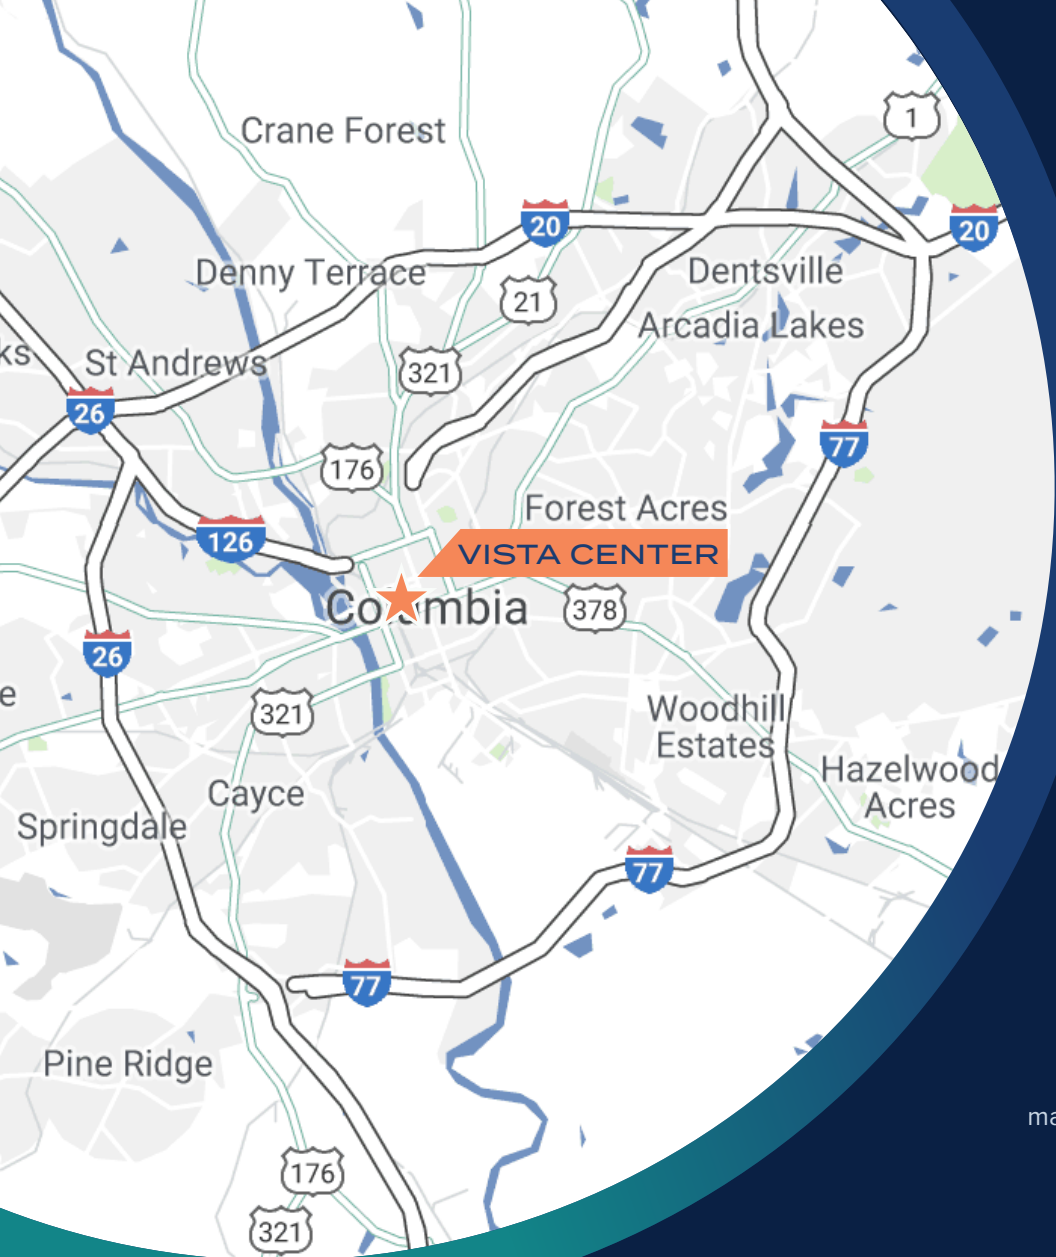 1
Crane Forest
20
20
Denny Terrace
Dentsville
21
Arcadia Lakes
ks
St Andrews
321
26
77
176
Forest Acres
126
VISTA CENTER
Columbia
378
26
e
321
Woodhill
Estates
Hazelwood
Acres
Cayce
Springdale
77
77
Pine Ridge
ma
176
321